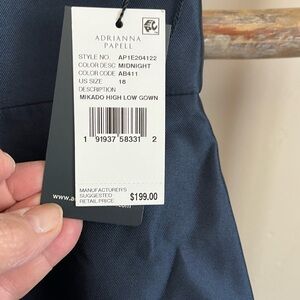 ADRIANNA
PAPELL
STYLE NO. AP1E204122
COLOR DESC MIDNIGHT
COLOR CODE AB411
US SIZE 16
DESCRIPTION
MIKADO HIGH LOW GOWN
1 91937 58331 2
MANUFACTURER'S
SUGGESTED
RETAIL PRICE $199.00